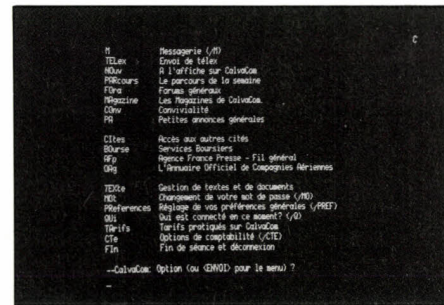 C
M Messagerie (/M)
TELex Envoi de télex
NOuv A l'affiche sur CalvaCom
PARcours Le parcours de la semaine
FOra Forums généraux
MAgazine Les Magazines de CalvaCom.
COnv Convivialité
PA Petites annonces générales
CItes Accès aux autres cités
BOurse Services Boursiers
AFp Agence France Presse - Fil général
OAg L'Annuaire Officiel de Compagnies Aériennes
TEXte Gestion de textes et de documents
MOt Changement de votre mot de passe (/MO)
PReferences Réglage de vos préférences générales (/PREF)
QUi Qui est connecté en ce moment? (/Q)
TArifs Tarifs pratiqués sur CalvaCom
CTe Options de comptabilité (/CTE)
FIn Fin de séance et déconnexion
--CalvaCom: Option (ou <ENVOI> pour le menu) ?